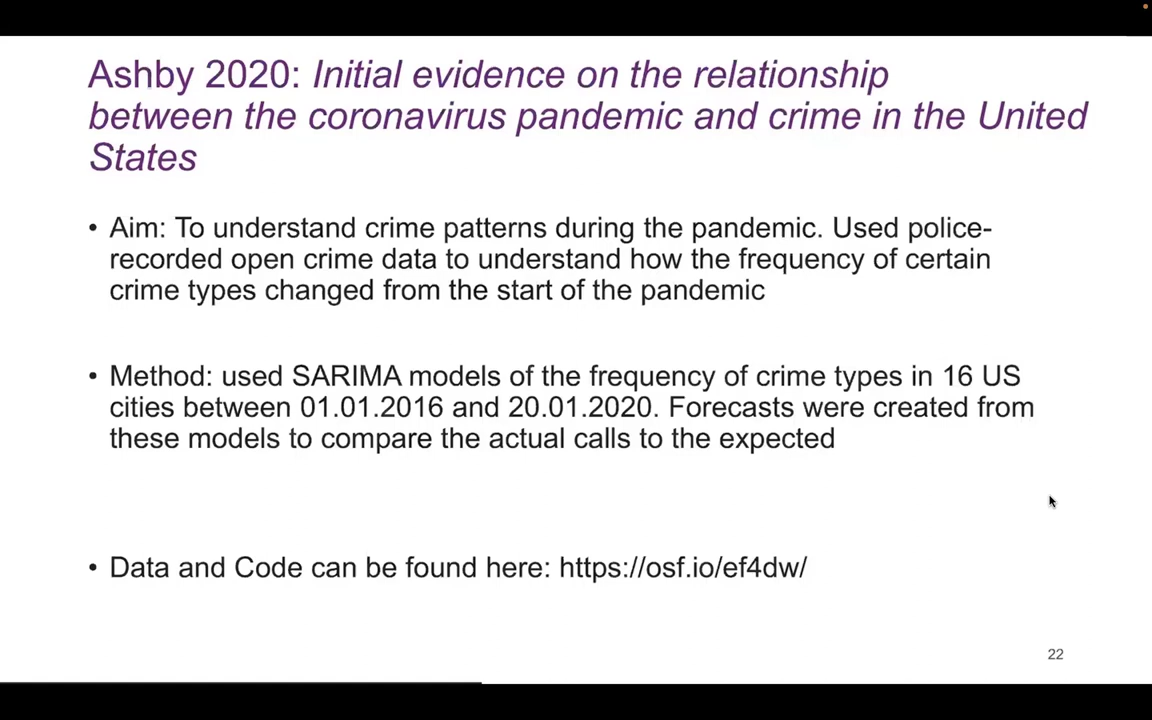 Ashby 2020: Initial evidence on the relationship
between the coronavirus pandemic and crime in the United
States
• Aim: To understand crime patterns during the pandemic. Used police-
recorded open crime data to understand how the frequency of certain
crime types changed from the start of the pandemic
• Method: used SARIMA models of the frequency of crime types in 16 US
cities between 01.01.2016 and 20.01.2020. Forecasts were created from
these models to compare the actual calls to the expected
• Data and Code can be found here: https://osf.io/ef4dw/
22